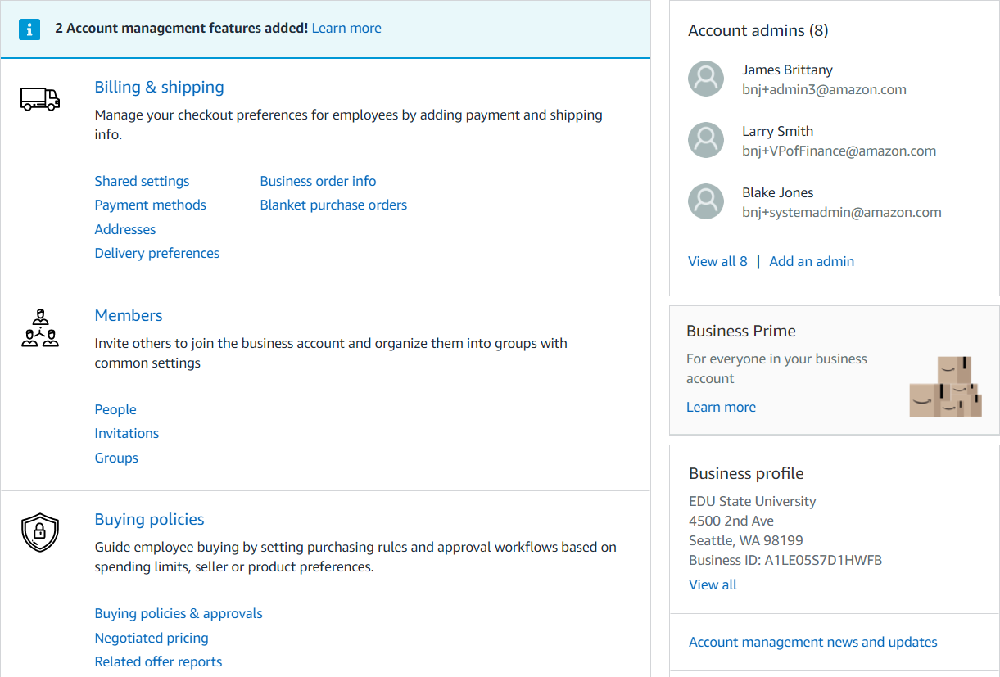 2 Account management features added! Learn more
Billing & shipping
Manage your checkout preferences for employees by adding payment and shipping
info.
Shared settings
Payment methods
Addresses
Delivery preferences
Business order info
Blanket purchase orders
Members
Invite others to join the business account and organize them into groups with
common settings
People
Invitations
Groups
Buying policies
Guide employee buying by setting purchasing rules and approval workflows based on
spending limits, seller or product preferences.
Buying policies & approvals
Negotiated pricing
Related offer reports
Account admins (8)
James Brittany
bnj+admin3@amazon.com
Larry Smith
bnj+VPofFinance@amazon.com
Blake Jones
bnj+systemadmin@amazon.com
View all 8 | Add an admin
Business Prime
For everyone in your business
account
Learn more
Business profile
EDU State University
4500 2nd Ave
Seattle, WA 98199
Business ID: A1LE05S7D1HWFB
View all
Account management news and updates